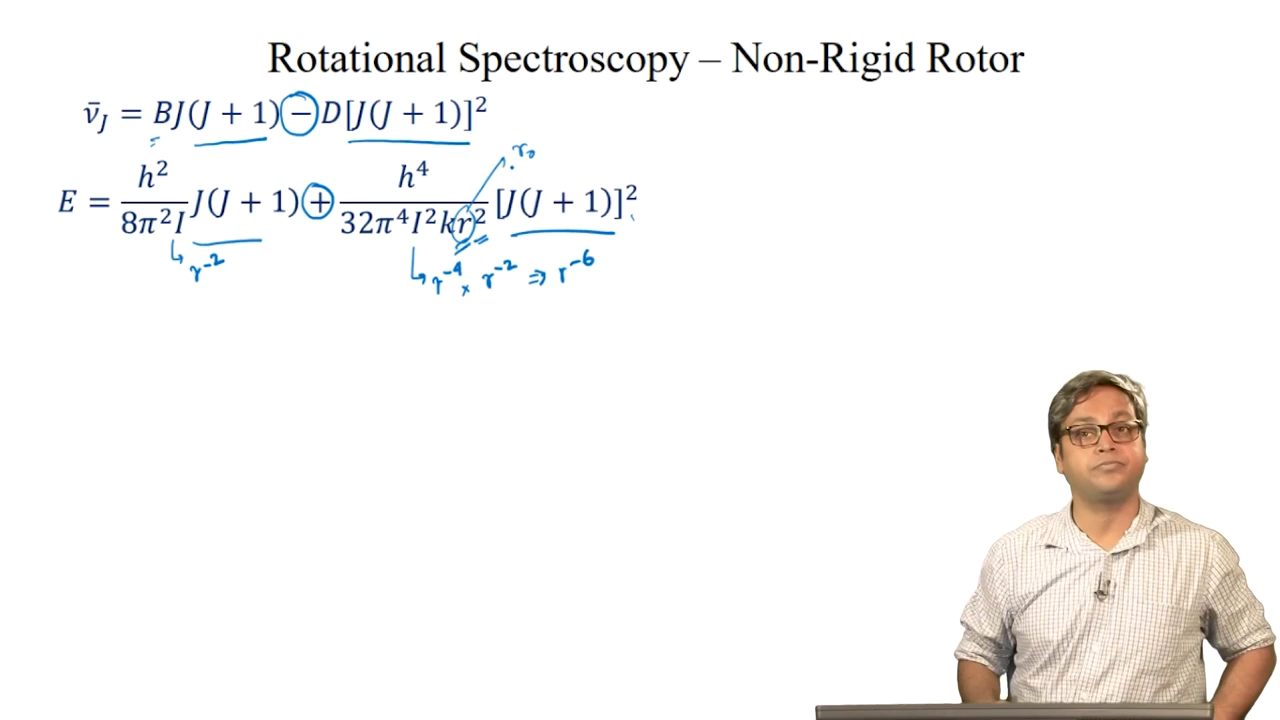 Rotational Spectroscopy – Non-Rigid Rotor
ν̄_J = BJ(J + 1) − D[J(J + 1)]²
r₀
E = h²/(8π²I) J(J + 1) + h⁴/(32π⁴I²kr²) [J(J + 1)]²
↳ r⁻² ↳ r⁻⁴ × r⁻² ⇒ r⁻⁶